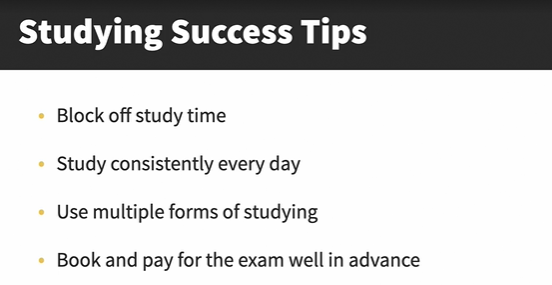 Studying Success Tips
• Block off study time
• Study consistently every day
• Use multiple forms of studying
• Book and pay for the exam well in advance